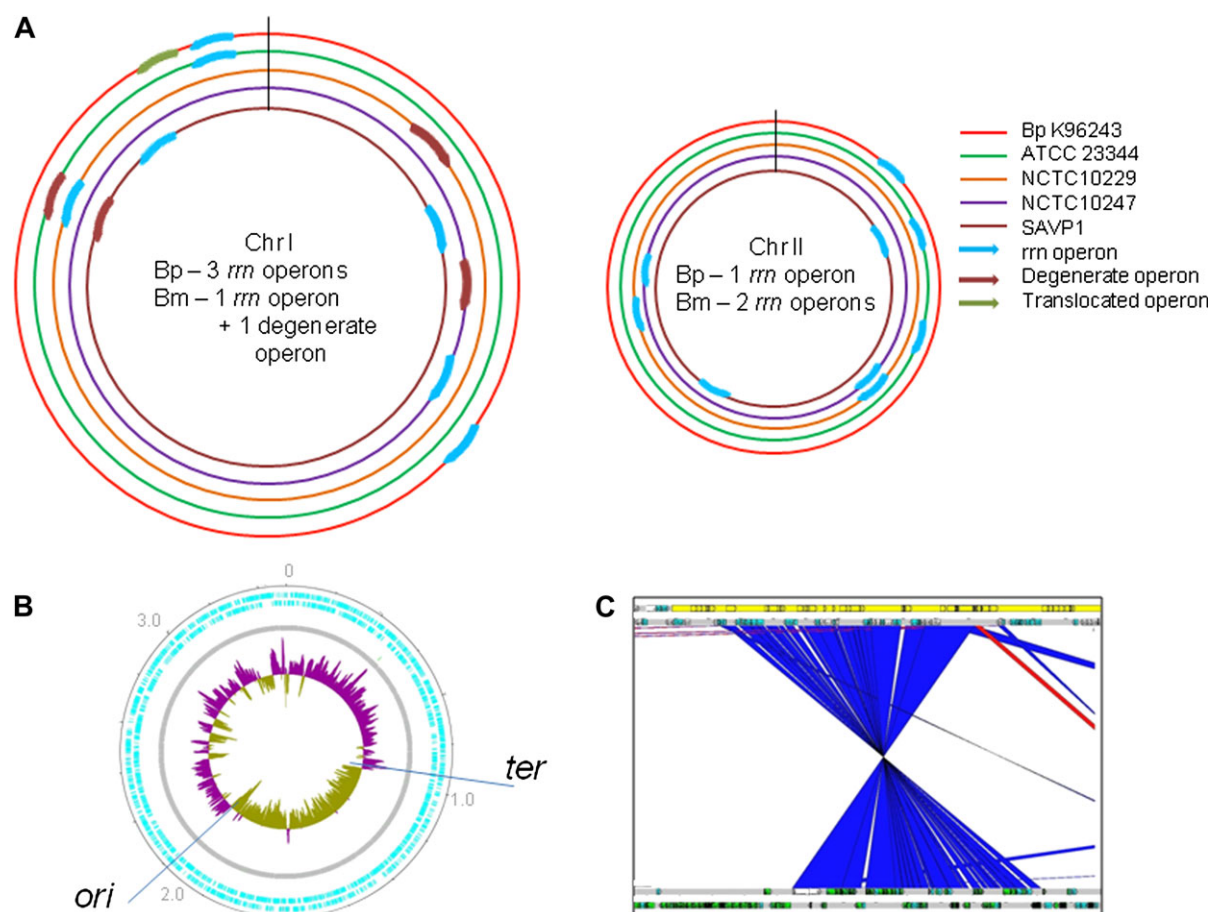 A
Chr I
Bp – 3 rrn operons
Bm – 1 rrn operon
+ 1 degenerate
operon
Chr II
Bp – 1 rrn operon
Bm – 2 rrn operons
Bp K96243
ATCC 23344
NCTC10229
NCTC10247
SAVP1
rrn operon
Degenerate operon
Translocated operon
B
0
3.0
ter
1.0
ori
2.0
C